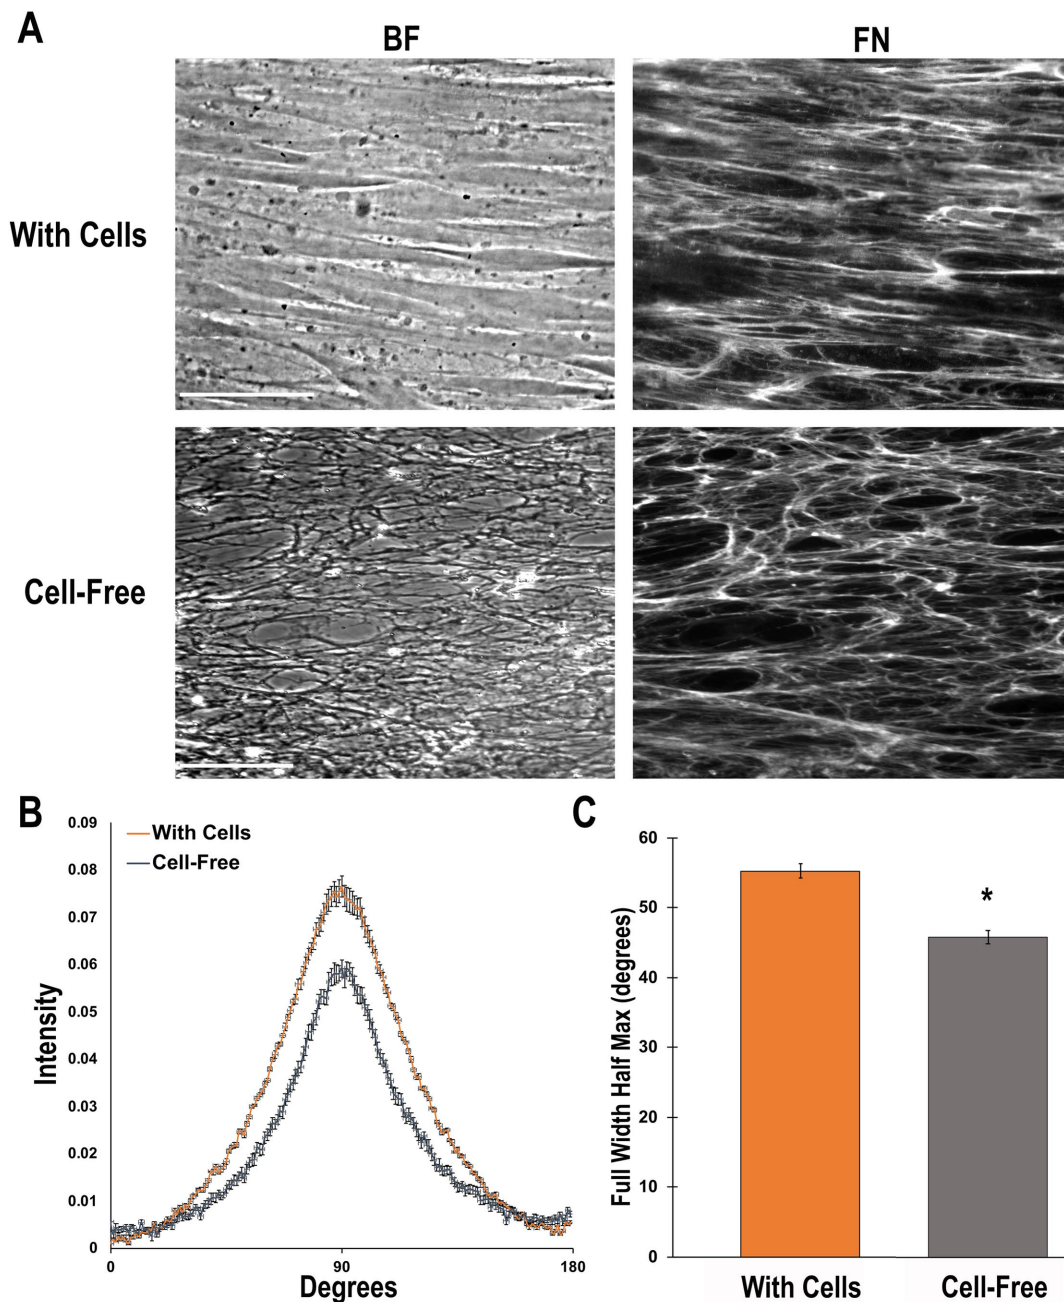 A
BF
FN
With Cells
Cell-Free
B
With Cells
Cell-Free
0.09
0.08
0.07
0.06
0.05
0.04
0.03
0.02
0.01
0
Intensity
0
90
180
Degrees
C
*
60
50
40
30
20
10
0
Full Width Half Max (degrees)
With Cells
Cell-Free